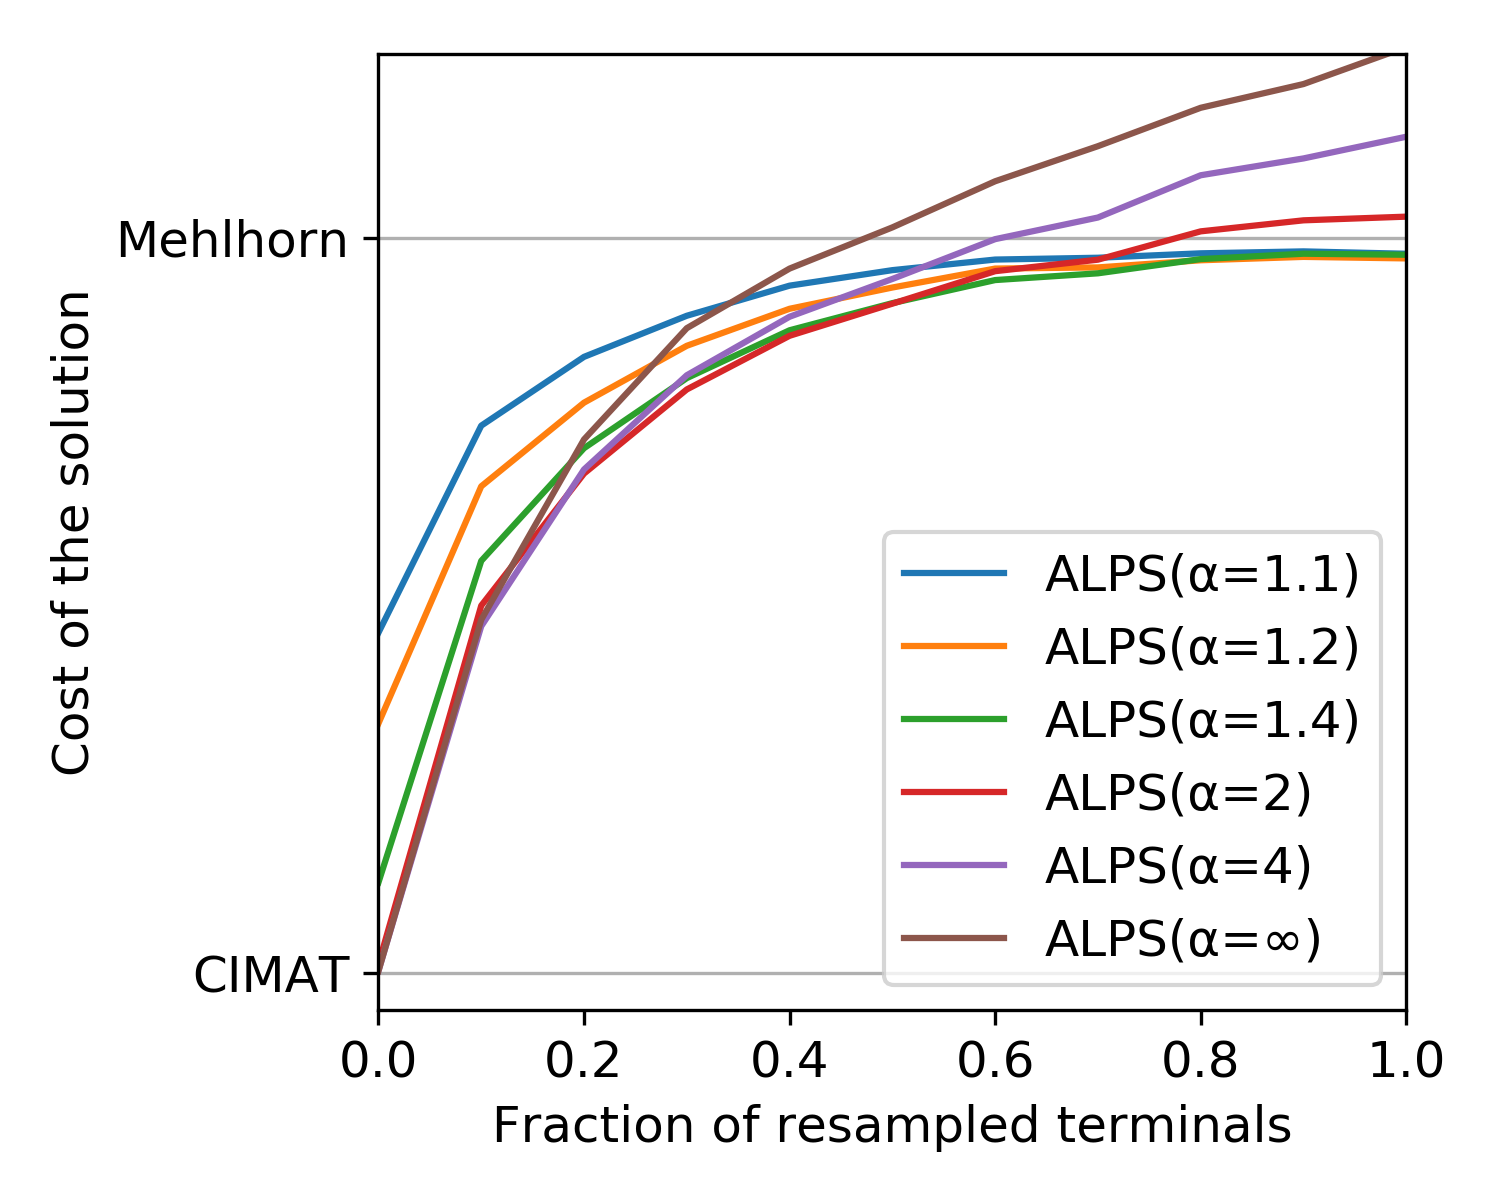 Cost of the solution
Mehlhorn
CIMAT
ALPS(α=1.1)
ALPS(α=1.2)
ALPS(α=1.4)
ALPS(α=2)
ALPS(α=4)
ALPS(α=∞)
0.0 0.2 0.4 0.6 0.8 1.0
Fraction of resampled terminals